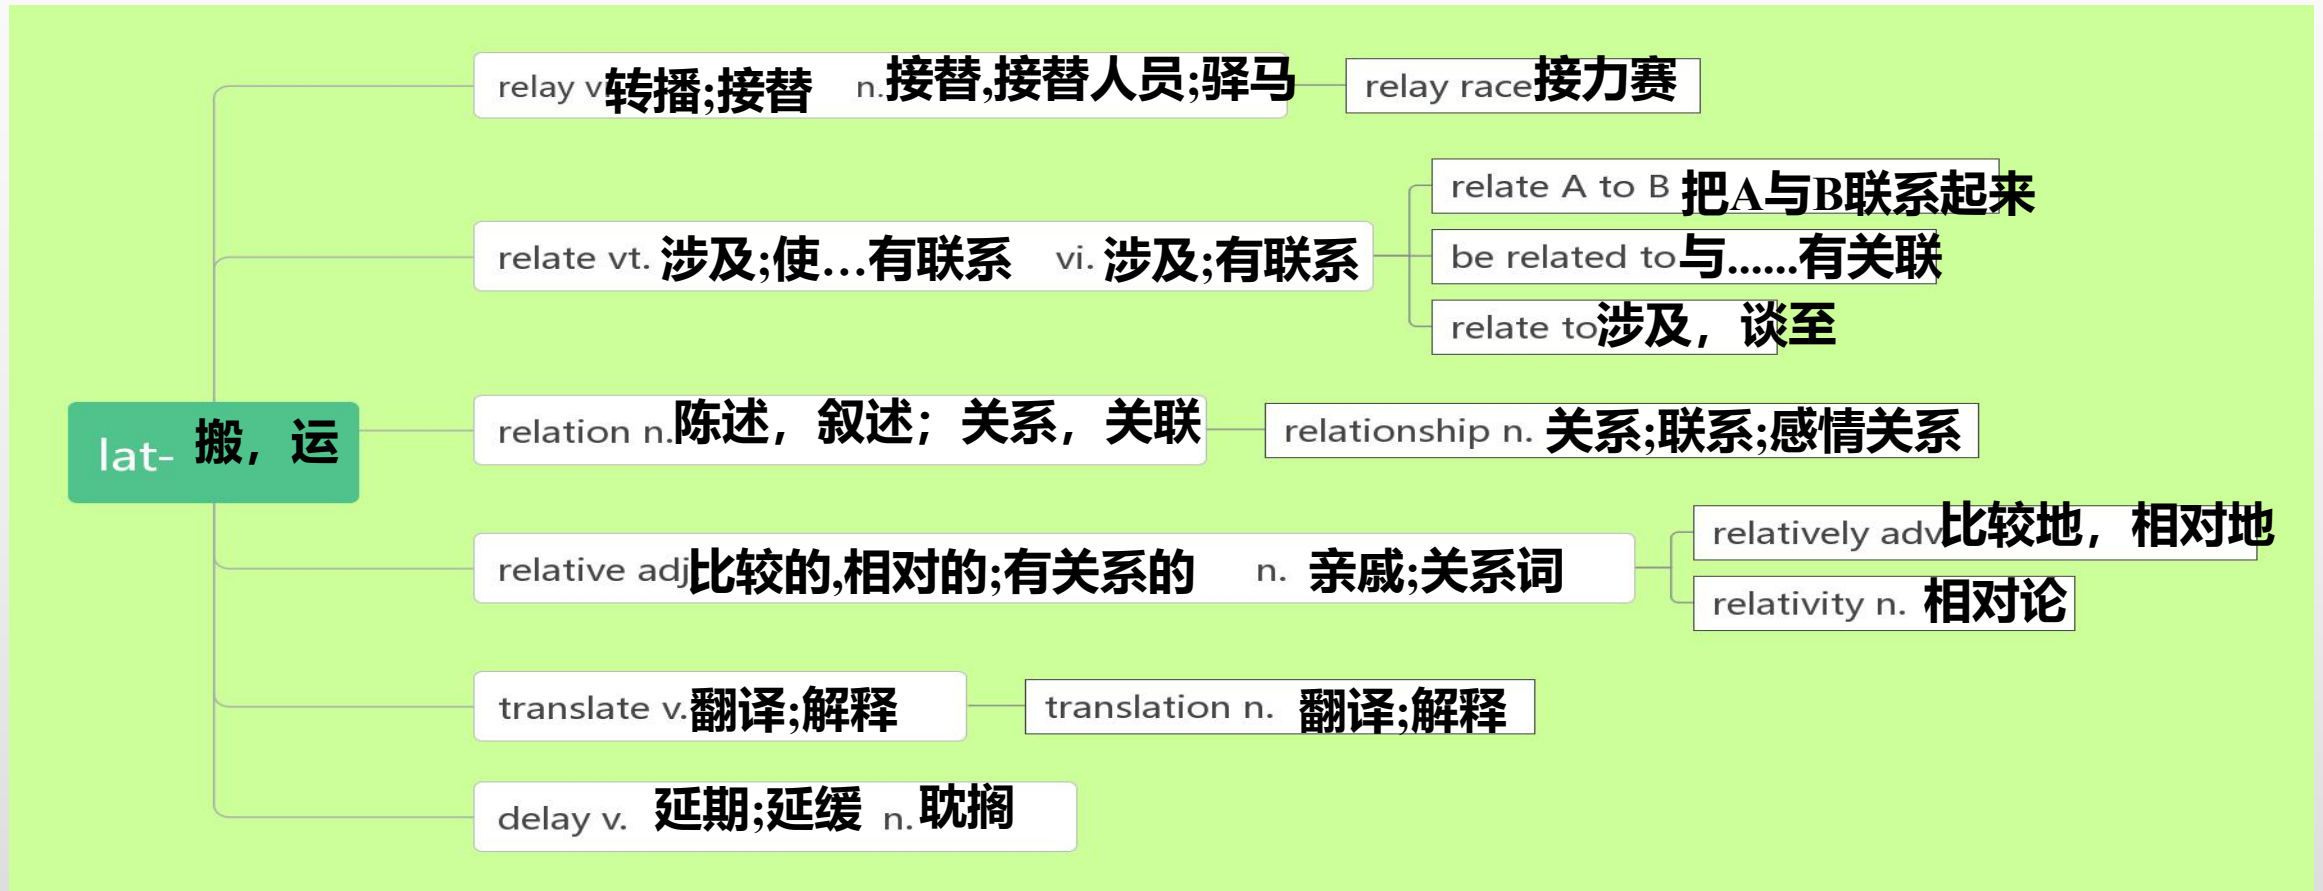 relay v转播;接替 n.接替,接替人员;驿马
relay race接力赛
relate A to B 把A与B联系起来
relate vt. 涉及;使…有联系 vi. 涉及;有联系
be related to与......有关联
relate to涉及，谈至
lat- 搬，运
relation n.陈述，叙述；关系，关联
relationship n. 关系;联系;感情关系
relative adj比较的,相对的;有关系的 n. 亲戚;关系词
relatively adv比较地，相对地
relativity n. 相对论
translate v.翻译;解释
translation n. 翻译;解释
delay v. 延期;延缓 n.耽搁